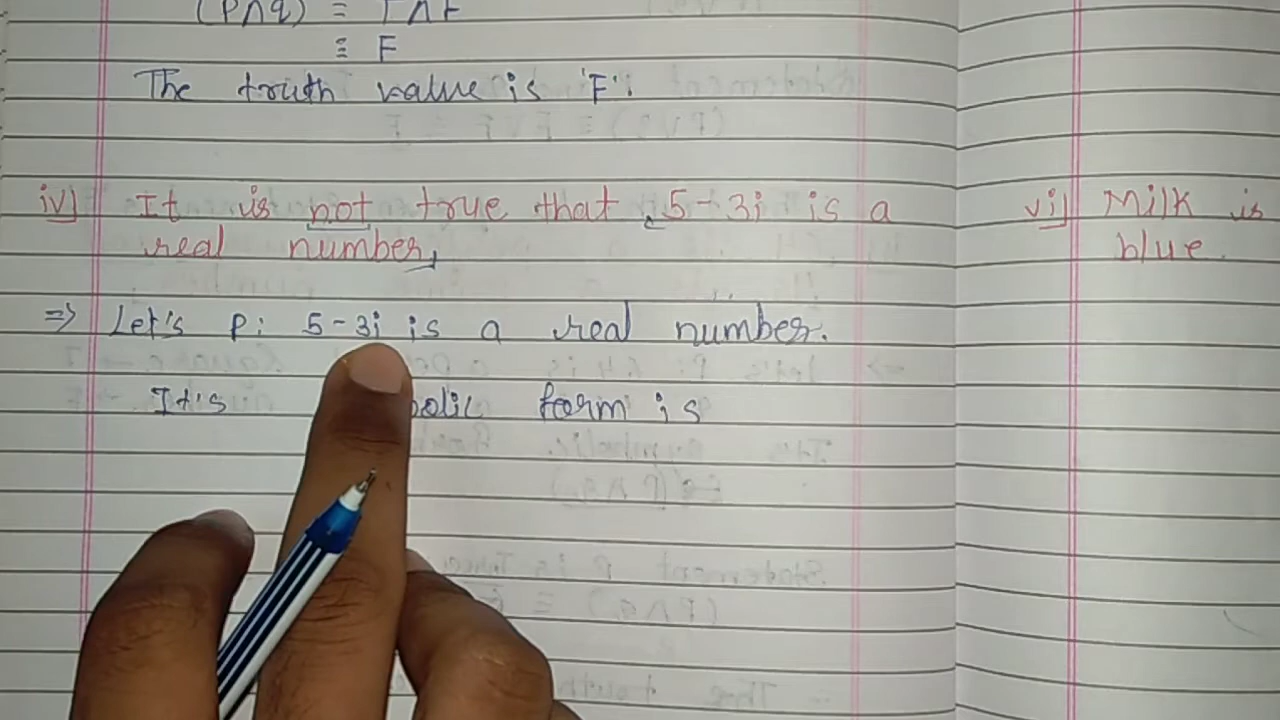 (P∧q) ≡ T∧F
≡ F
The truth value is 'F'.
iv) It is not true that, 5-3i is a
real number,
⇒ Let's P: 5-3i is a real number.
It's form is
vi) Milk is
blue.